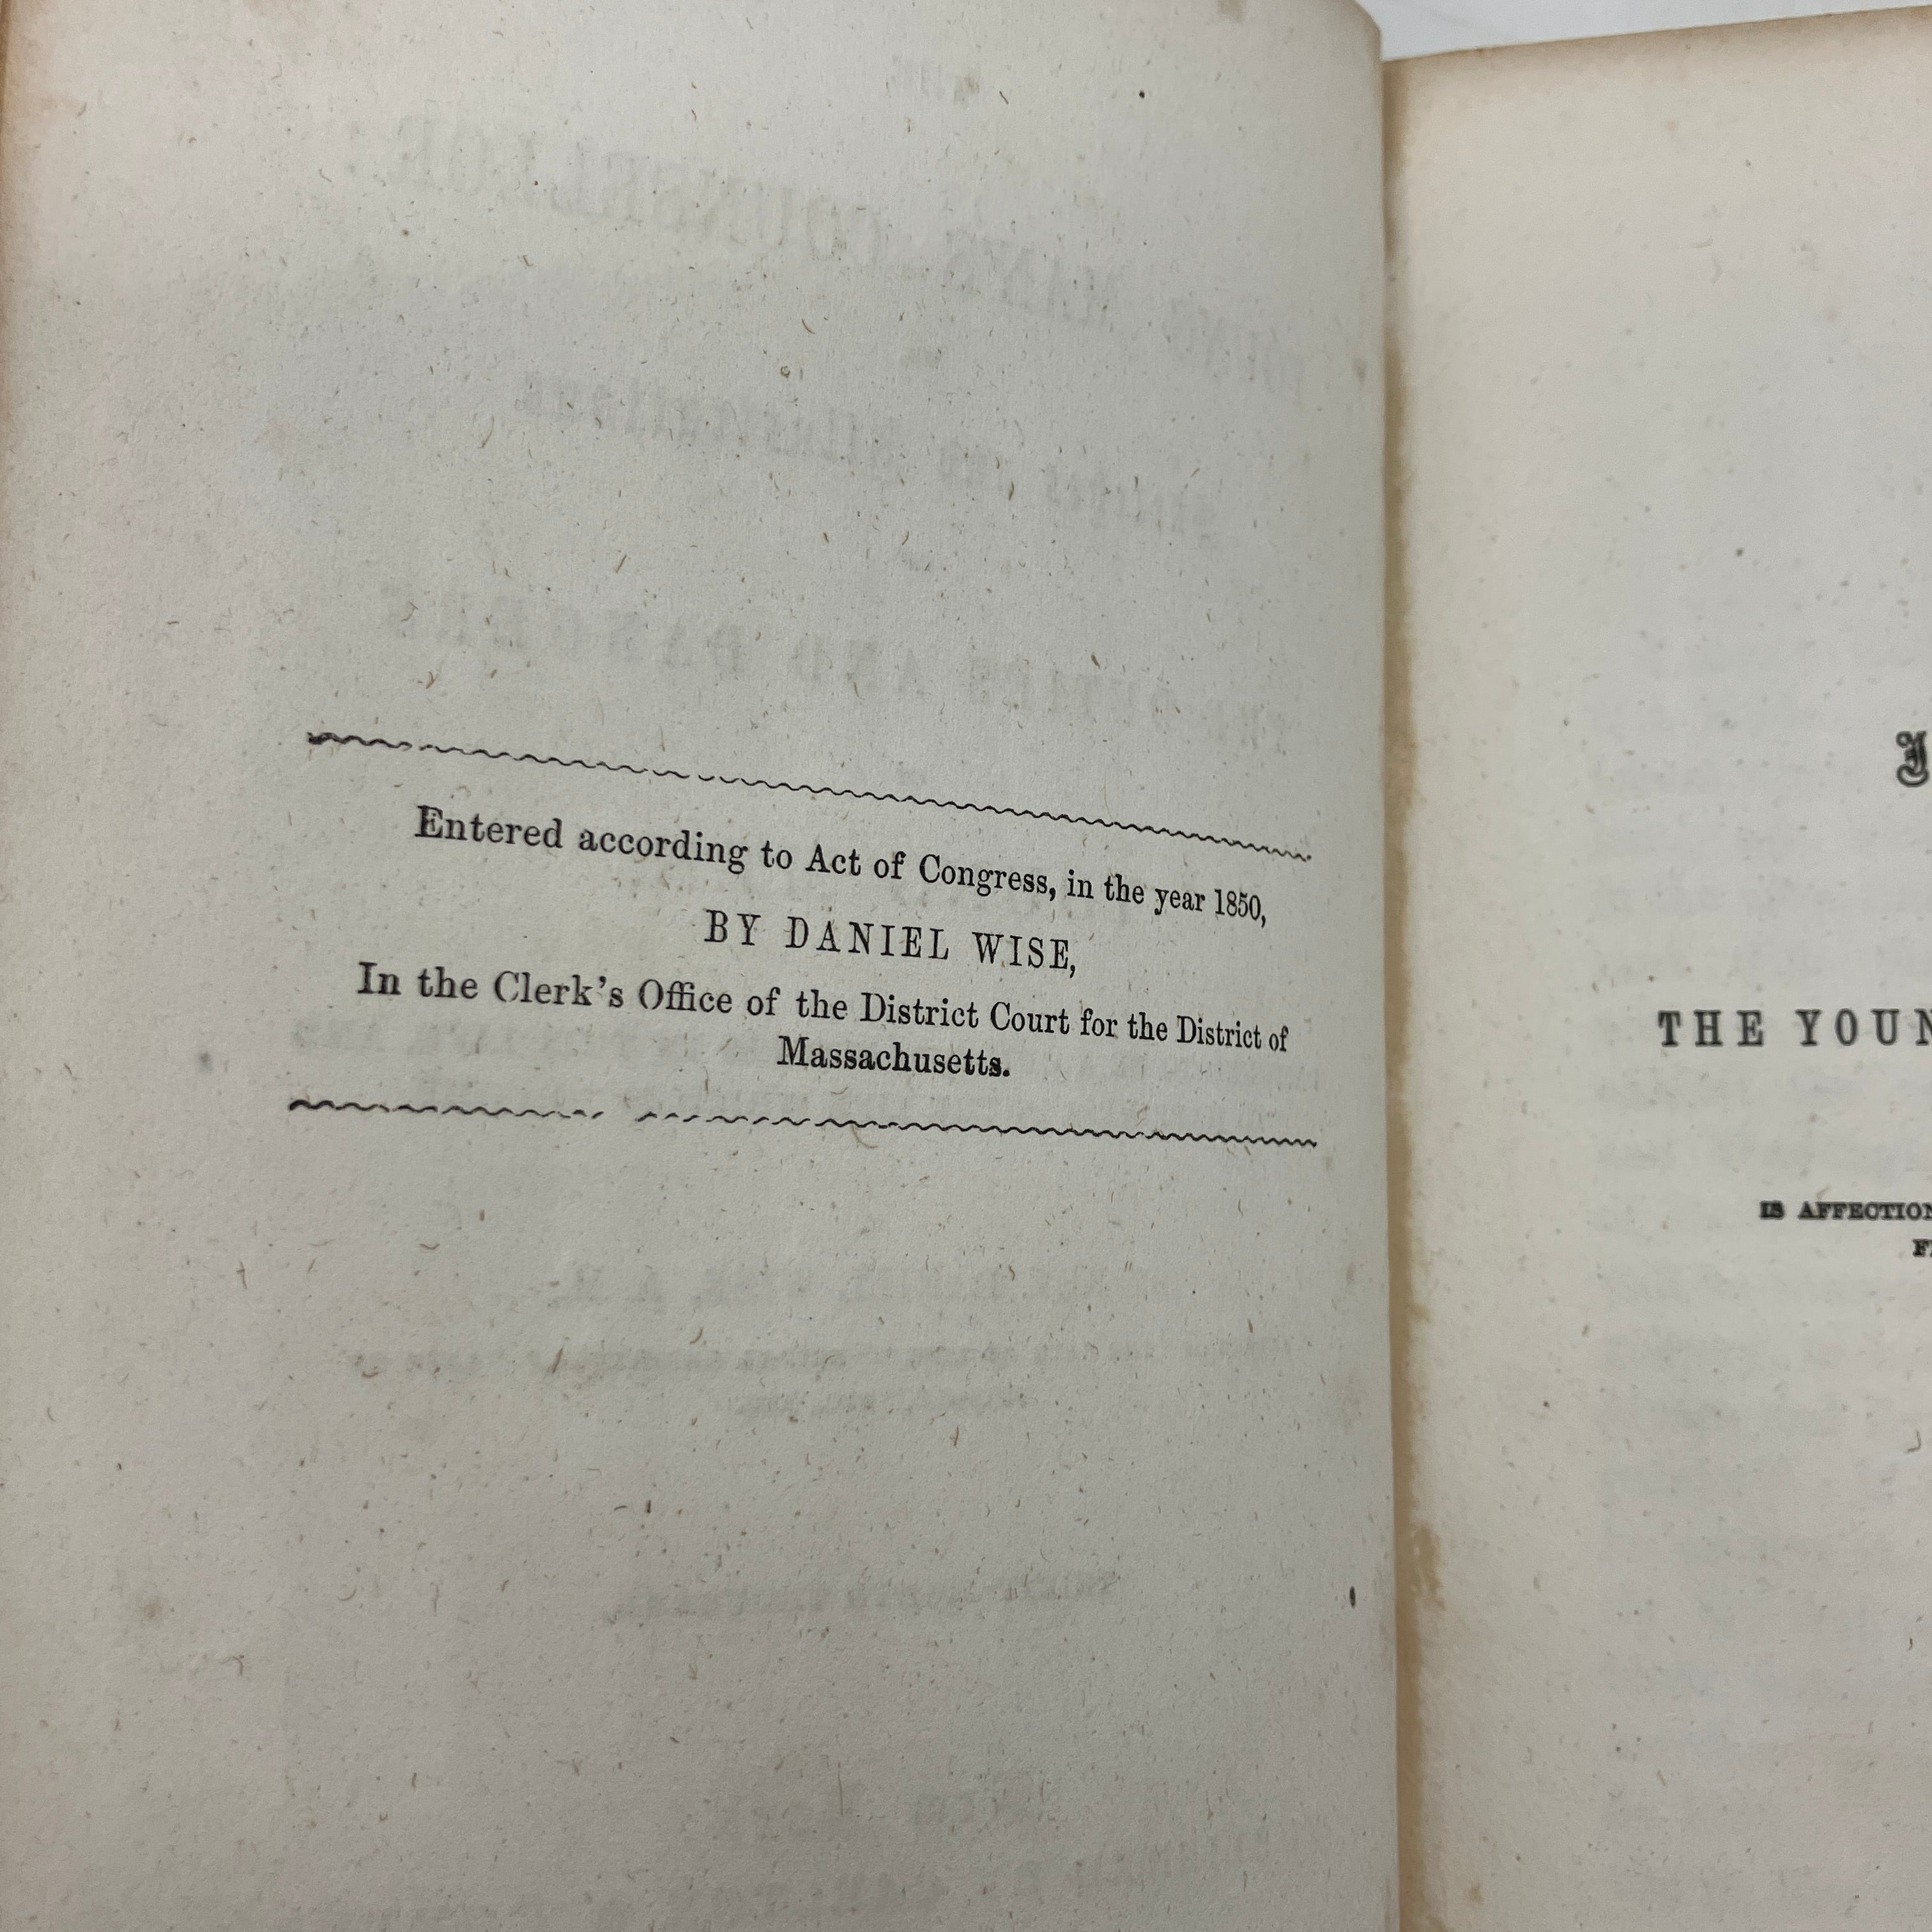 Entered according to Act of Congress, in the year 1850,
BY DANIEL WISE,
In the Clerk's Office of the District Court for the District of
Massachusetts.
THE YOUN
IS AFFECTION